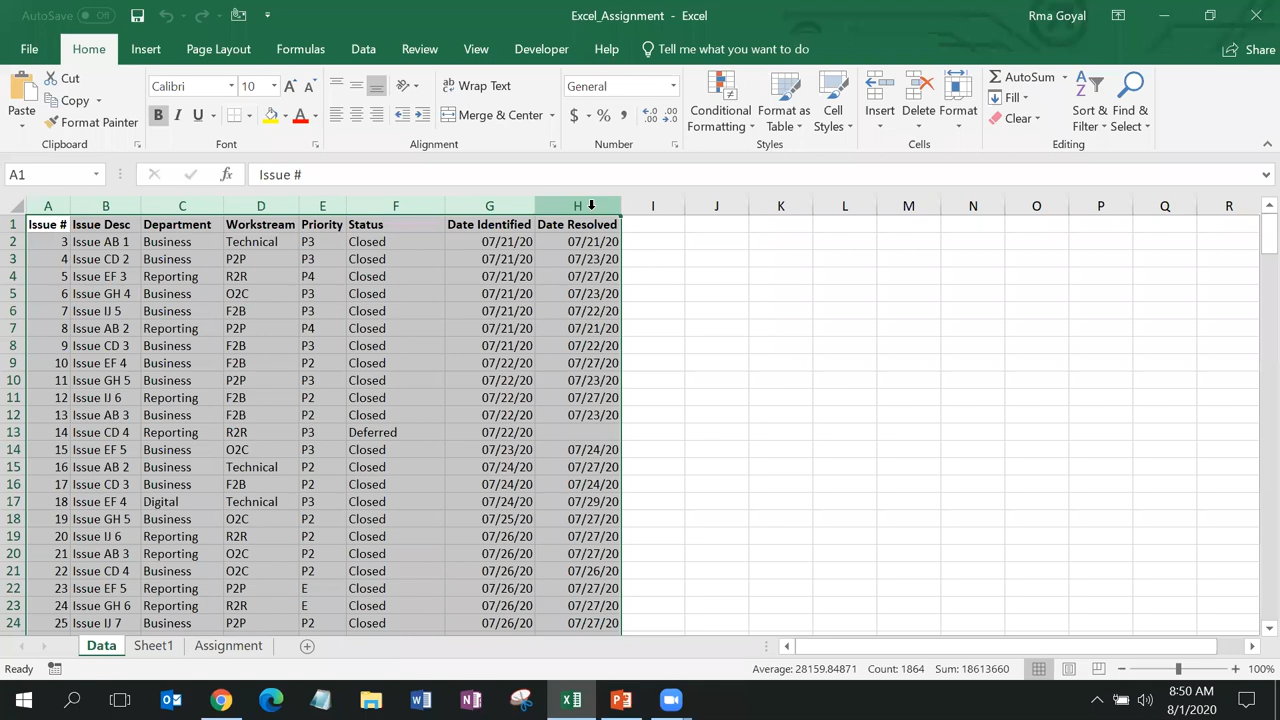 AutoSave Off Excel_Assignment - Excel Rma Goyal
File Home Insert Page Layout Formulas Data Review View Developer Help Tell me what you want to do Share
Paste Cut Copy Format Painter Clipboard
Calibri 10 A A B I U A Font
ab Wrap Text Merge & Center Alignment
General $ % , Number
Conditional Formatting Format as Table Cell Styles Styles
Insert Delete Format Cells
AutoSum Fill Clear Sort & Filter Find & Select Editing
A1 fx Issue #
A B C D E F G H I J K L M N O P Q R
1 Issue # Issue Desc Department Workstream Priority Status Date Identified Date Resolved
2 3 Issue AB 1 Business Technical P3 Closed 07/21/20 07/21/20
3 4 Issue CD 2 Business P2P P3 Closed 07/21/20 07/23/20
4 5 Issue EF 3 Reporting R2R P4 Closed 07/21/20 07/27/20
5 6 Issue GH 4 Business O2C P3 Closed 07/21/20 07/23/20
6 7 Issue IJ 5 Business F2B P3 Closed 07/21/20 07/22/20
7 8 Issue AB 2 Reporting P2P P4 Closed 07/21/20 07/21/20
8 9 Issue CD 3 Business F2B P3 Closed 07/21/20 07/22/20
9 10 Issue EF 4 Business F2B P2 Closed 07/22/20 07/27/20
10 11 Issue GH 5 Business P2P P3 Closed 07/22/20 07/23/20
11 12 Issue IJ 6 Reporting F2B P2 Closed 07/22/20 07/27/20
12 13 Issue AB 3 Business F2B P2 Closed 07/22/20 07/23/20
13 14 Issue CD 4 Reporting R2R P3 Deferred 07/22/20
14 15 Issue EF 5 Business O2C P3 Closed 07/23/20 07/24/20
15 16 Issue AB 2 Business Technical P2 Closed 07/24/20 07/27/20
16 17 Issue CD 3 Business F2B P2 Closed 07/24/20 07/24/20
17 18 Issue EF 4 Digital Technical P3 Closed 07/24/20 07/29/20
18 19 Issue GH 5 Business O2C P2 Closed 07/25/20 07/27/20
19 20 Issue IJ 6 Reporting R2R P2 Closed 07/26/20 07/27/20
20 21 Issue AB 3 Reporting O2C P2 Closed 07/26/20 07/27/20
21 22 Issue CD 4 Business O2C P2 Closed 07/26/20 07/26/20
22 23 Issue EF 5 Reporting P2P E Closed 07/26/20 07/27/20
23 24 Issue GH 6 Reporting R2R E Closed 07/26/20 07/27/20
24 25 Issue IJ 7 Business P2P P2 Closed 07/26/20 07/27/20
Data Sheet1 Assignment
Ready Average: 28159.84871 Count: 1864 Sum: 18613660 100%
8:50 AM
8/1/2020